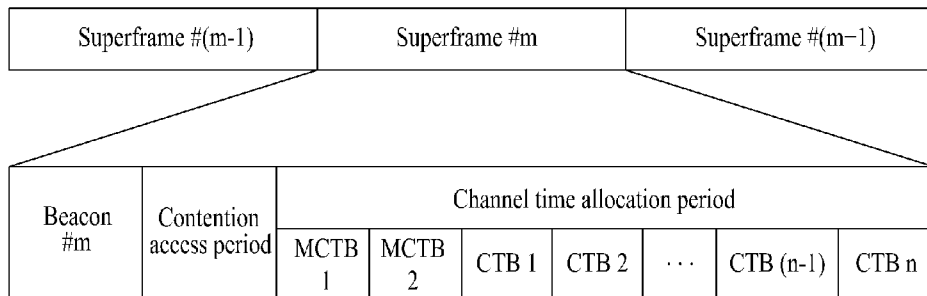 Superframe #(m-1)
Superframe #m
Superframe #(m−1)
Beacon
#m
Contention
access period
Channel time allocation period
MCTB
1
MCTB
2
CTB 1
CTB 2
···
CTB (n-1)
CTB n